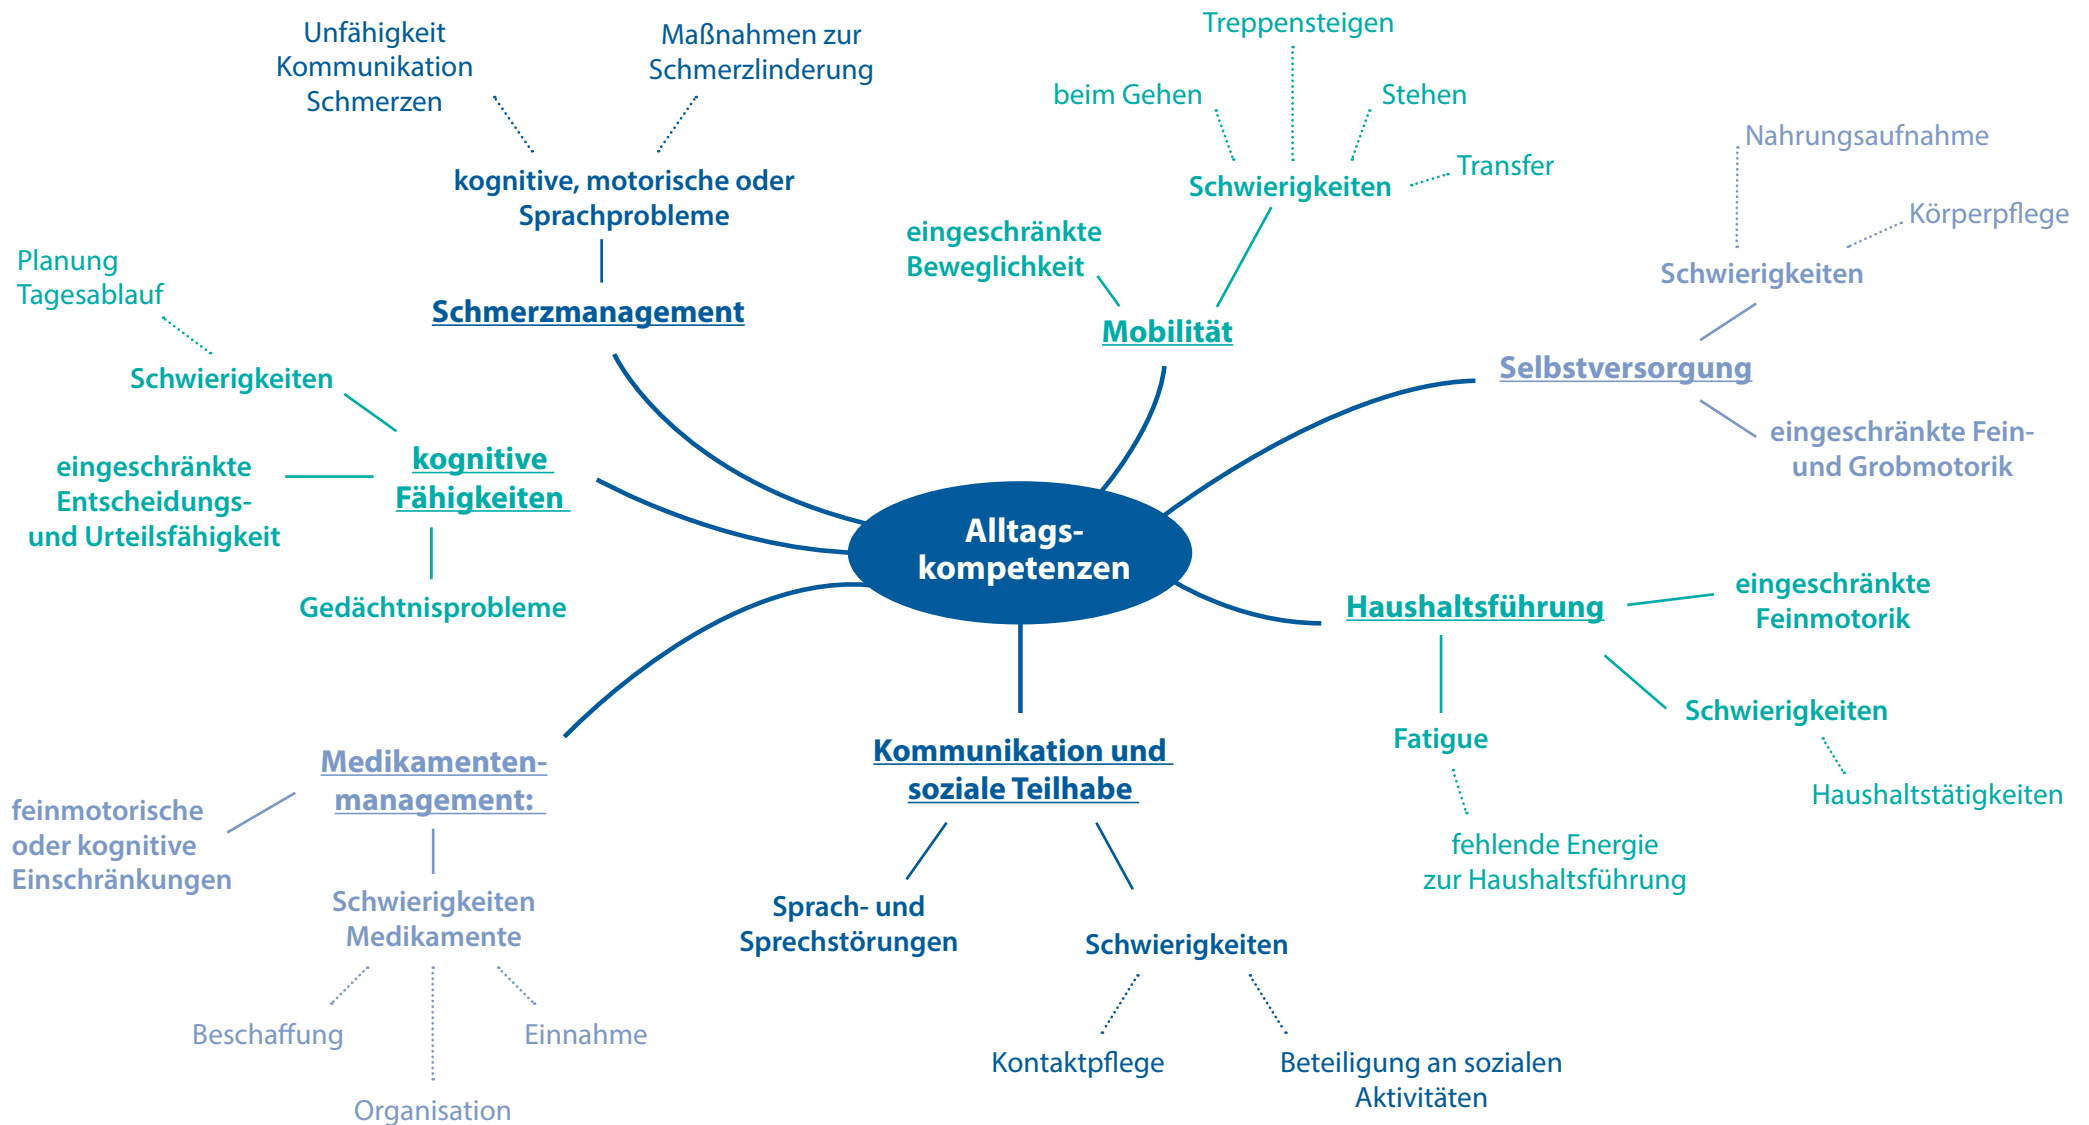 Unfähigkeit
Kommunikation
Schmerzen
Maßnahmen zur
Schmerzlinderung
kognitive, motorische oder
Sprachprobleme
Schmerzmanagement
Treppensteigen
beim Gehen
Stehen
Transfer
Schwierigkeiten
eingeschränkte
Beweglichkeit
Mobilität
Nahrungsaufnahme
Körperpflege
Schwierigkeiten
Selbstversorgung
eingeschränkte Fein-
und Grobmotorik
Planung
Tagesablauf
Schwierigkeiten
kognitive
Fähigkeiten
eingeschränkte
Entscheidungs-
und Urteilsfähigkeit
Gedächtnisprobleme
Alltags-
kompetenzen
Haushaltsführung
eingeschränkte
Feinmotorik
Schwierigkeiten
Haushaltstätigkeiten
Fatigue
fehlende Energie
zur Haushaltsführung
Medikamenten-
management:
feinmotorische
oder kognitive
Einschränkungen
Schwierigkeiten
Medikamente
Beschaffung
Einnahme
Organisation
Kommunikation und
soziale Teilhabe
Sprach- und
Sprechstörungen
Schwierigkeiten
Kontaktpflege
Beteiligung an sozialen
Aktivitäten